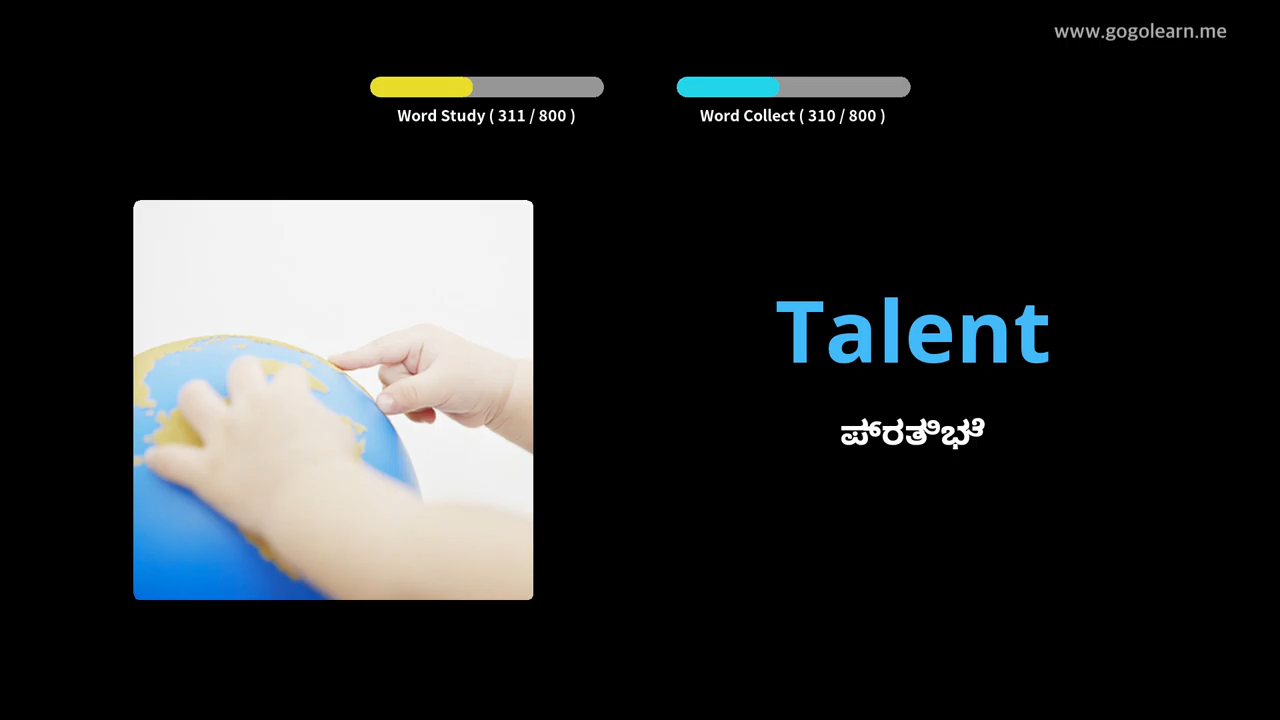 www.gogolearn.me
Word Study ( 311 / 800 )
Word Collect ( 310 / 800 )
Talent
ಪ್ರತಿಭೆ